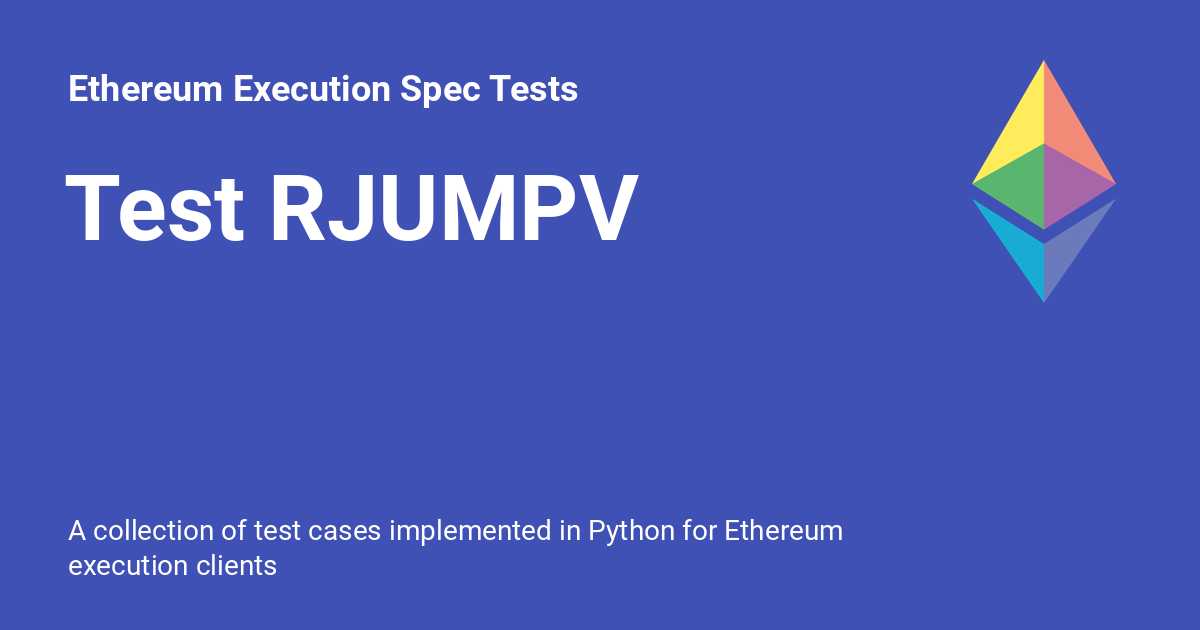 Ethereum Execution Spec Tests
Test RJUMPV
A collection of test cases implemented in Python for Ethereum
execution clients